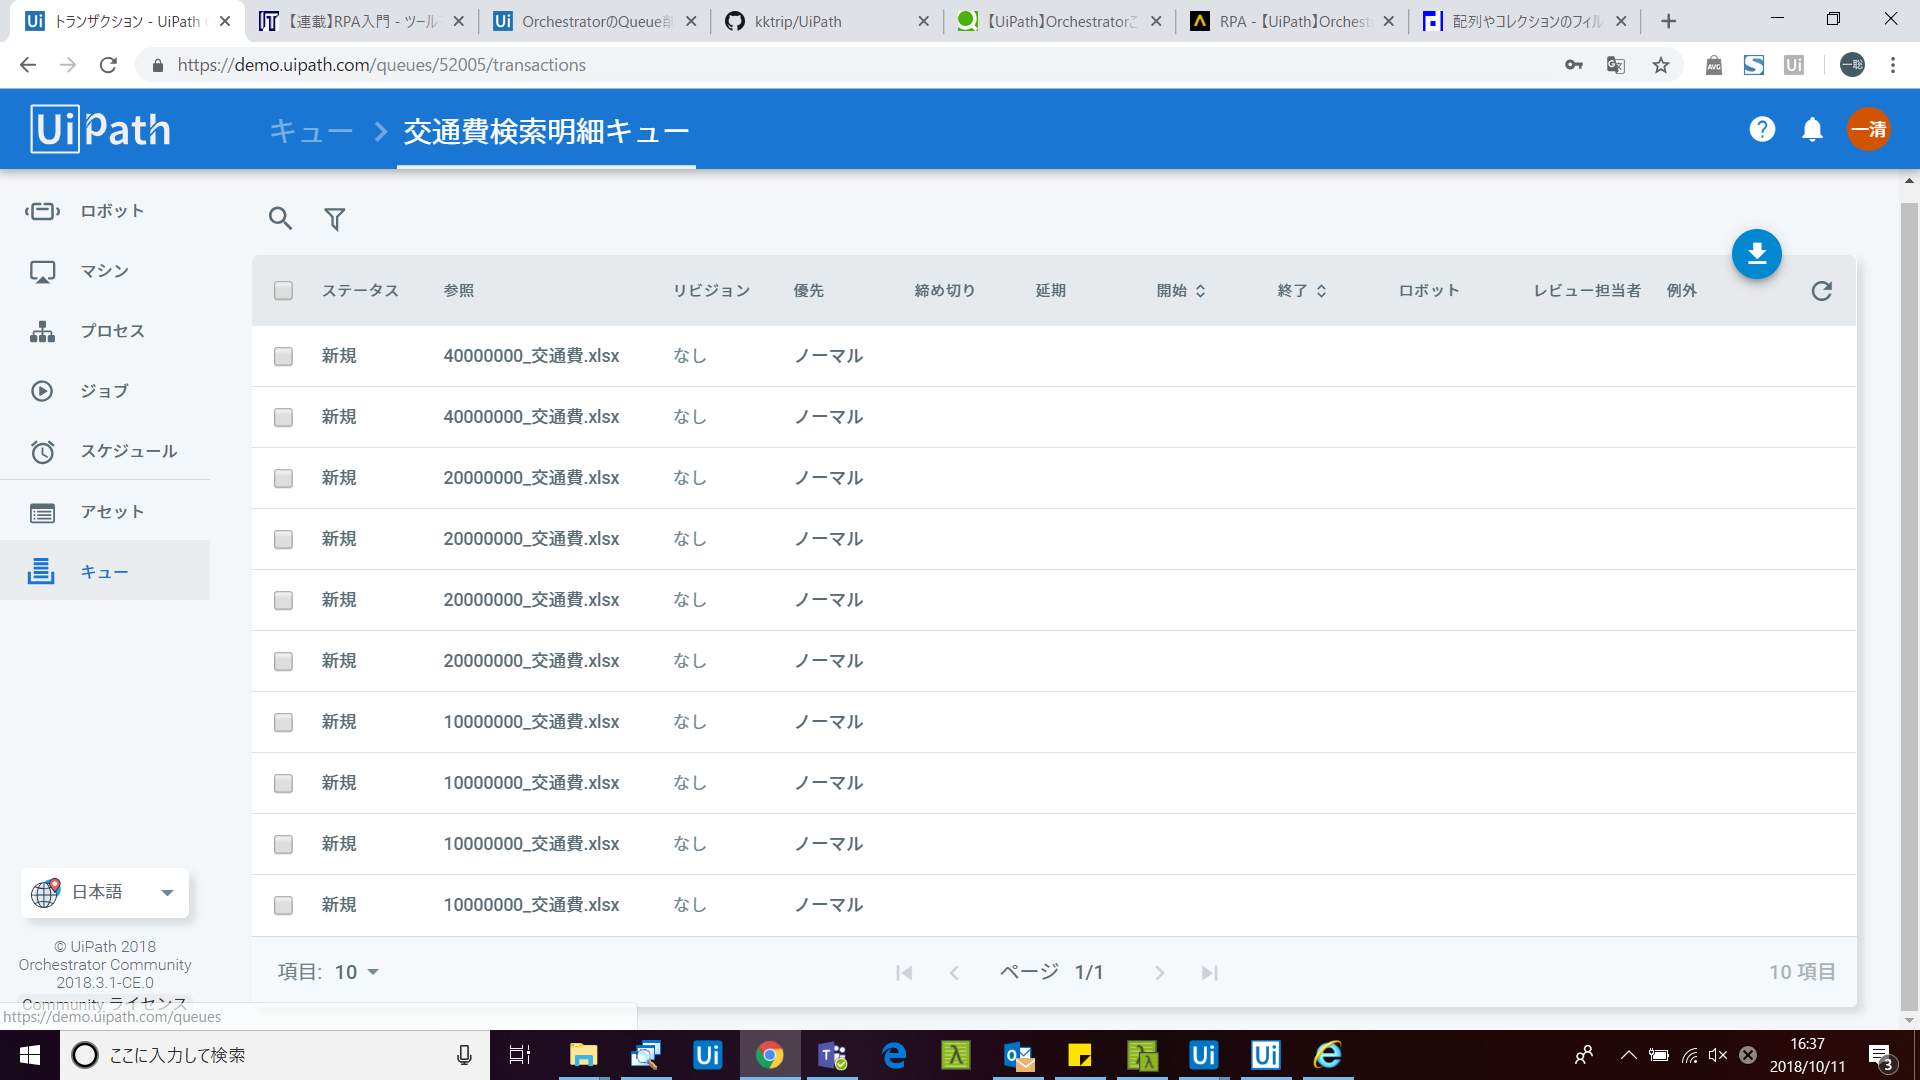 トランザクション - UiPath
【連載】RPA入門 - ツール
OrchestratorのQueue削
kktrip/UiPath
【UiPath】Orchestratorこ
RPA - 【UiPath】Orchest
配列やコレクションのフィル
https://demo.uipath.com/queues/52005/transactions
UiPath
キュー
交通費検索明細キュー
一清
ロボット
マシン
プロセス
ジョブ
スケジュール
アセット
キュー
ステータス 参照 リビジョン 優先 締め切り 延期 開始 終了 ロボット レビュー担当者 例外
新規 40000000_交通費.xlsx なし ノーマル
新規 40000000_交通費.xlsx なし ノーマル
新規 20000000_交通費.xlsx なし ノーマル
新規 20000000_交通費.xlsx なし ノーマル
新規 20000000_交通費.xlsx なし ノーマル
新規 20000000_交通費.xlsx なし ノーマル
新規 10000000_交通費.xlsx なし ノーマル
新規 10000000_交通費.xlsx なし ノーマル
新規 10000000_交通費.xlsx なし ノーマル
新規 10000000_交通費.xlsx なし ノーマル
項目: 10
ページ 1/1
10 項目
日本語
© UiPath 2018
Orchestrator Community
2018.3.1-CE.0
Community ライセンス
https://demo.uipath.com/queues
ここに入力して検索
16:37
2018/10/11
3